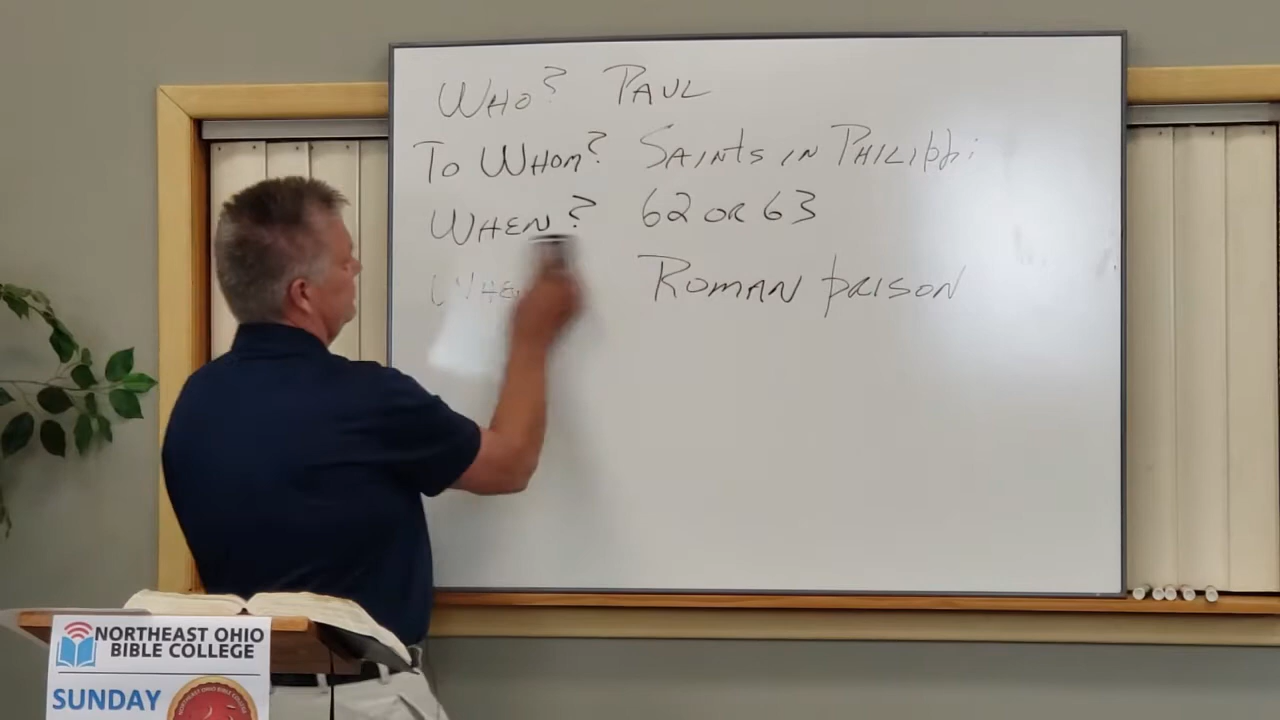 WHO? PAUL
TO WHOM? SAINTS IN PHILIPPI
WHEN? 62 OR 63
ROMAN PRISON
NORTHEAST OHIO
BIBLE COLLEGE
SUNDAY